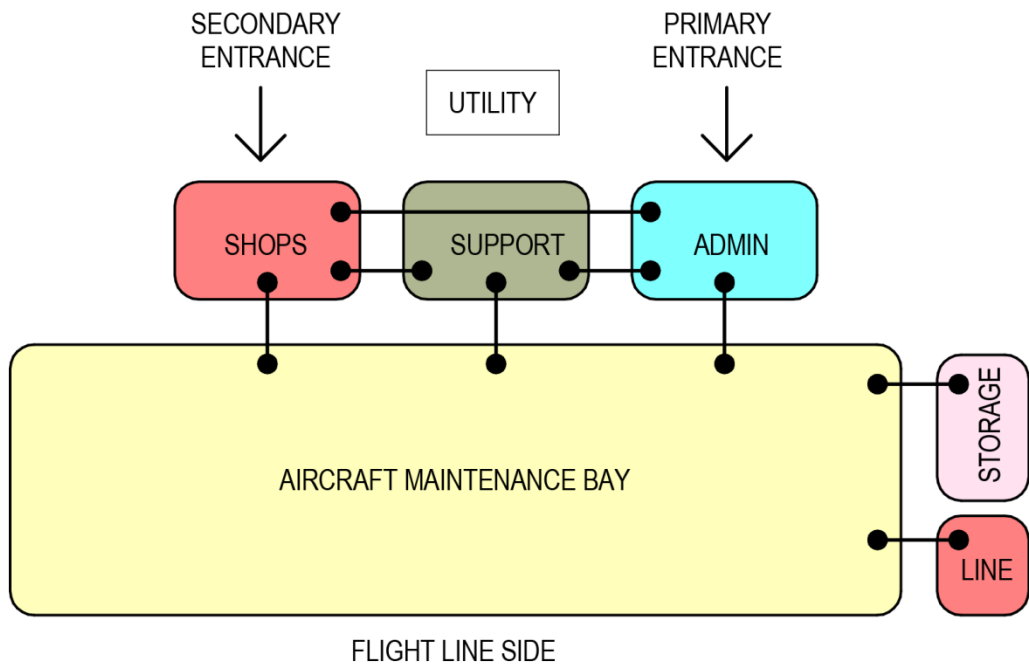 SECONDARY
ENTRANCE
PRIMARY
ENTRANCE
UTILITY
SHOPS
SUPPORT
ADMIN
AIRCRAFT MAINTENANCE BAY
STORAGE
LINE
FLIGHT LINE SIDE